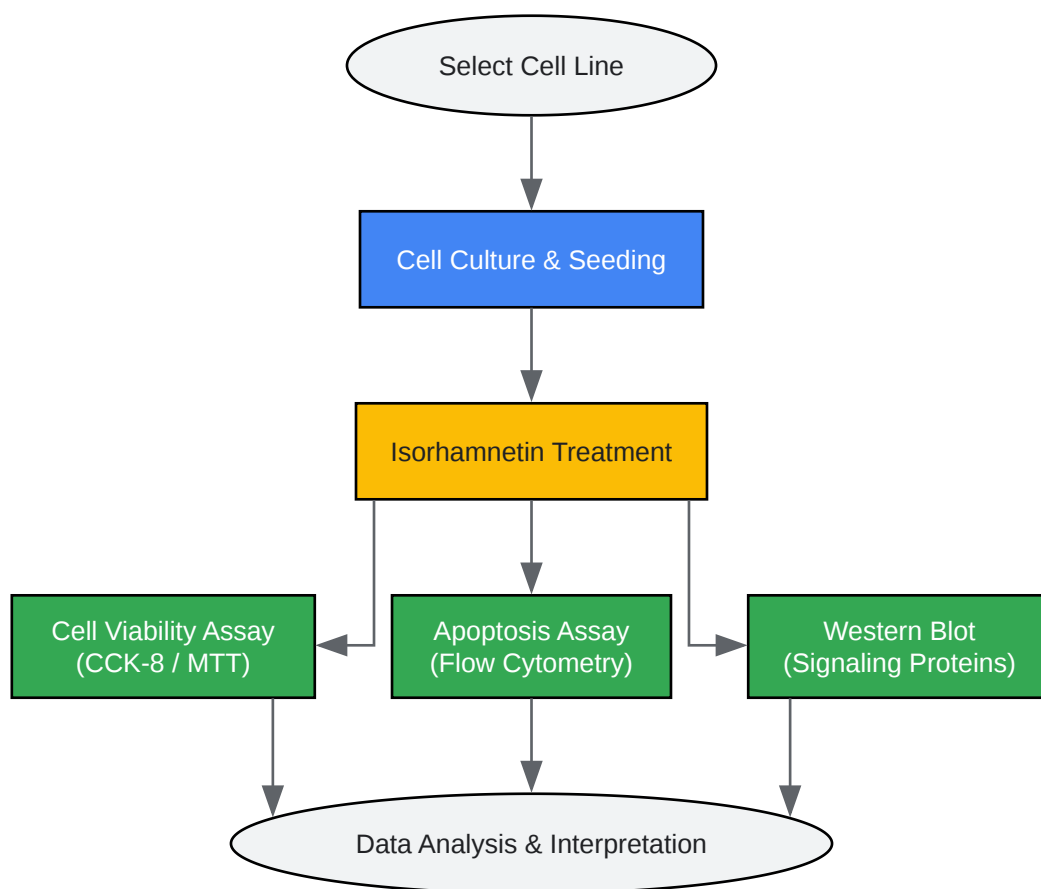 Select Cell Line
Cell Culture & Seeding
Isorhamnetin Treatment
Cell Viability Assay
(CCK-8 / MTT)
Apoptosis Assay
(Flow Cytometry)
Western Blot
(Signaling Proteins)
Data Analysis & Interpretation